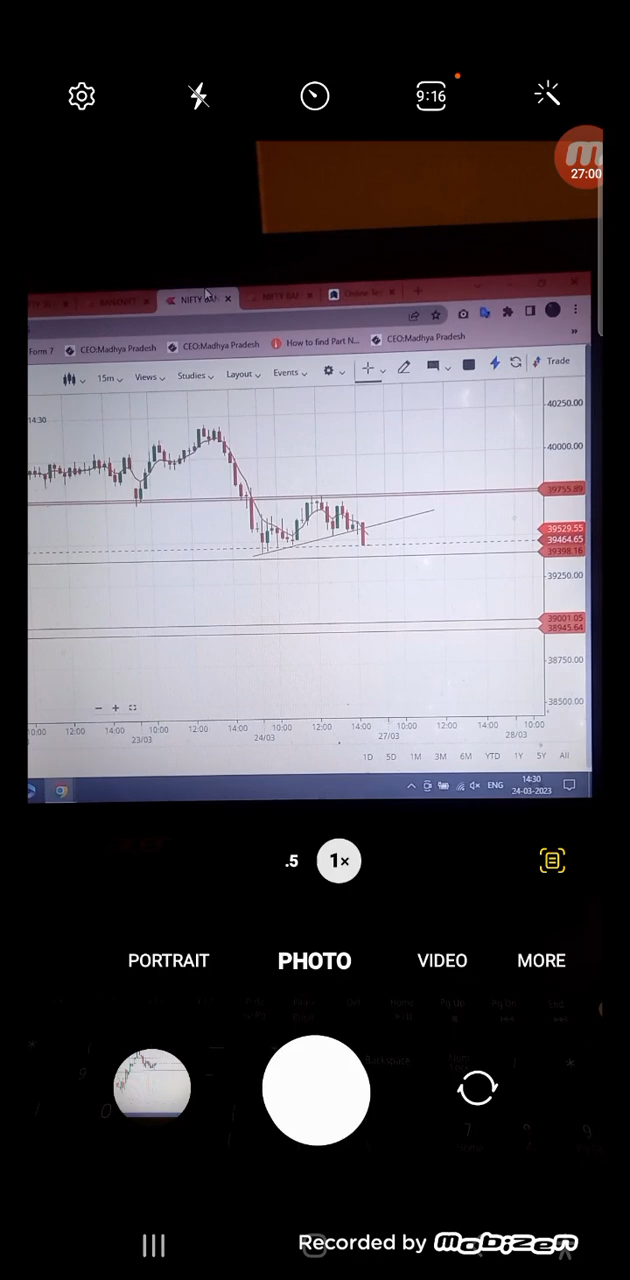 9:16
27:00
NIFTY BAN
Form 7 CEO:Madhya Pradesh CEO:Madhya Pradesh How to find Part N... CEO:Madhya Pradesh »
15m Views Studies Layout Events Trade
14:30
40250.00
40000.00
39755.89
39529.55
39464.65
39398.16
39250.00
39001.05
38945.64
38750.00
38500.00
10:00 12:00 14:00 10:00 12:00 14:00 10:00 12:00 14:00 10:00 12:00 14:00 10:00
23/03 24/03 27/03 28/03
1D 5D 1M 3M 6M YTD 1Y 5Y All
ENG 14:30
24-03-2023
.5 1×
PORTRAIT PHOTO VIDEO MORE
Backspace
Recorded by Mobizen